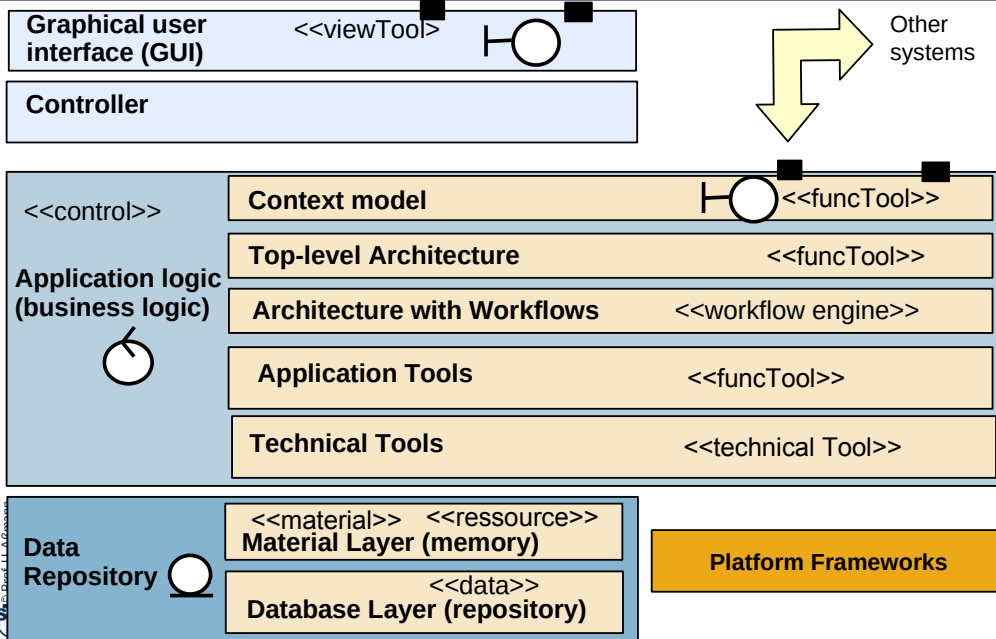 Graphical user
interface (GUI)
<<viewTool>
Other
systems
Controller
<<control>>
Application logic
(business logic)
Context model
<<funcTool>>
Top-level Architecture
<<funcTool>>
Architecture with Workflows
<<workflow engine>>
Application Tools
<<funcTool>>
Technical Tools
<<technical Tool>>
Data
Repository
<<material>>
<<ressource>>
Material Layer (memory)
<<data>>
Database Layer (repository)
Platform Frameworks
© Prof. U. Aßmann